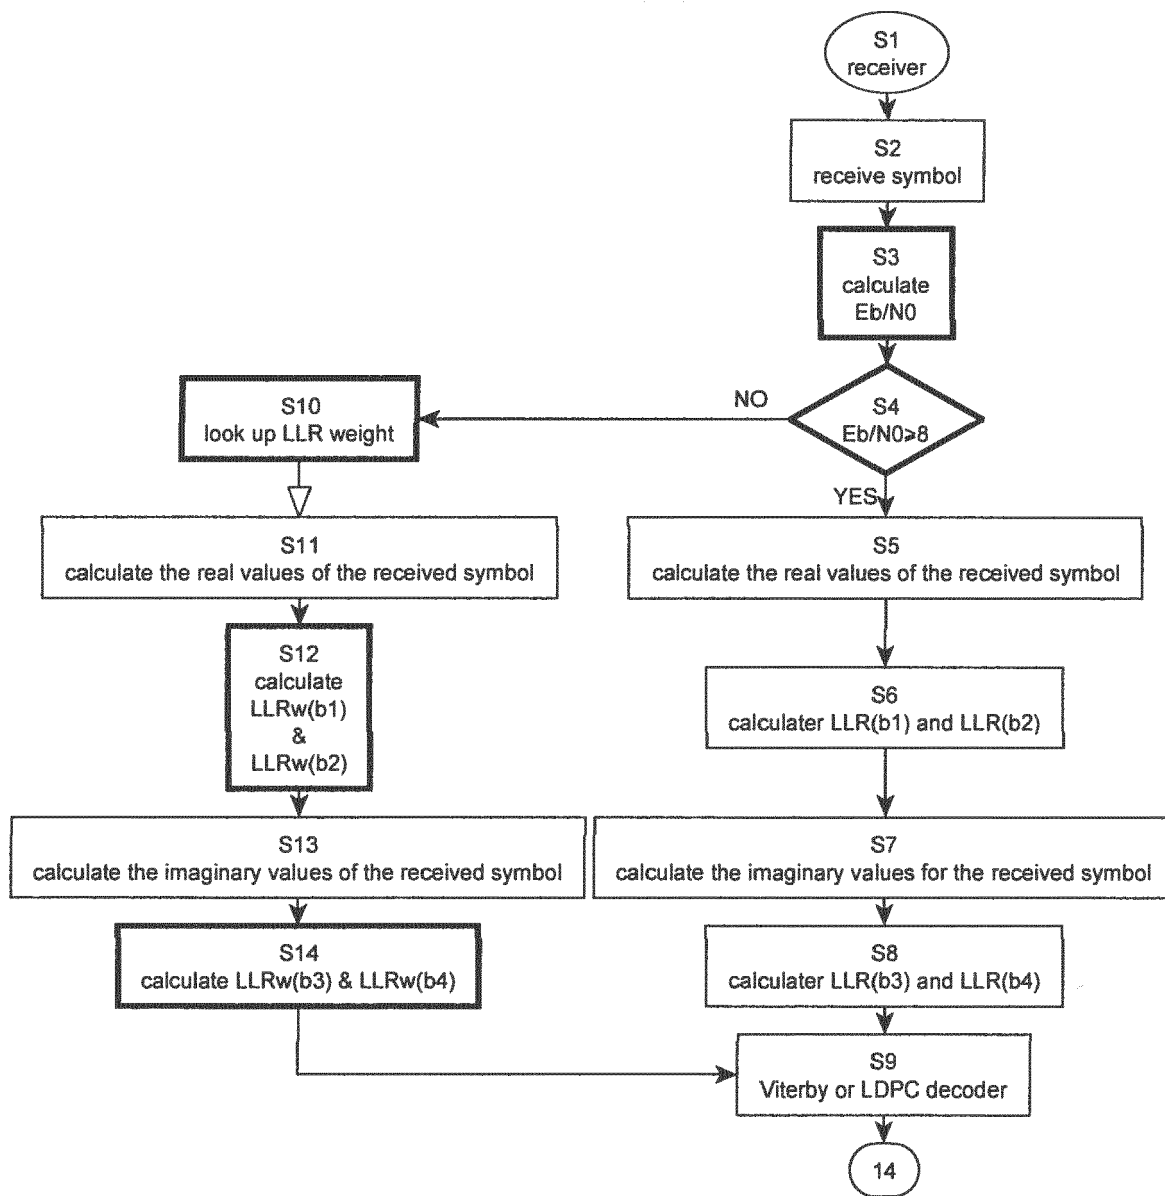 S1
receiver
S2
receive symbol
S3
calculate
Eb/N0
S4
Eb/N0⩾8
NO
YES
S10
look up LLR weight
S11
calculate the real values of the received symbol
S12
calculate
LLRw(b1)
&
LLRw(b2)
S13
calculate the imaginary values of the received symbol
S14
calculate LLRw(b3) & LLRw(b4)
S5
calculate the real values of the received symbol
S6
calculater LLR(b1) and LLR(b2)
S7
calculate the imaginary values for the received symbol
S8
calculater LLR(b3) and LLR(b4)
S9
Viterby or LDPC decoder
14